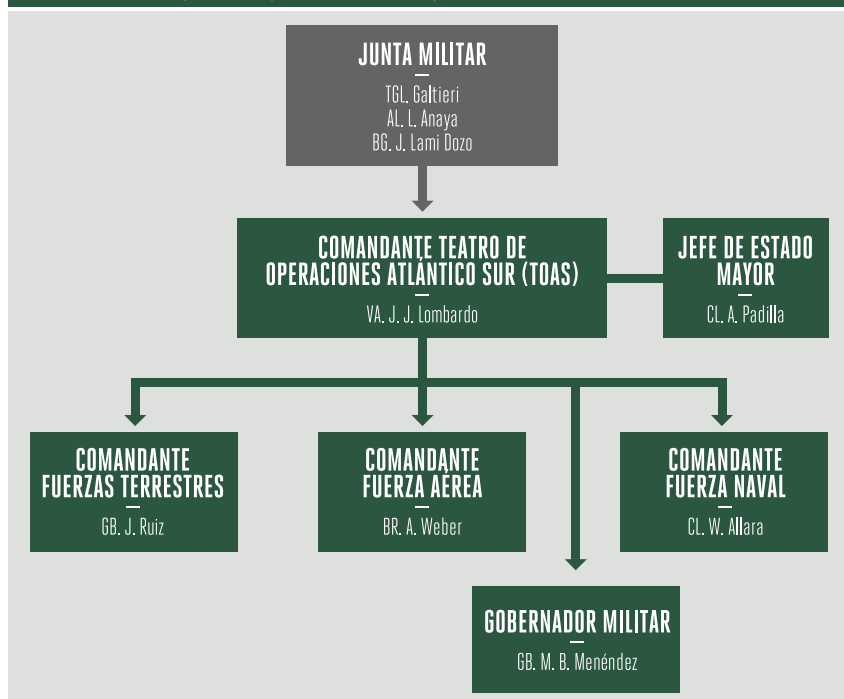 JUNTA MILITAR
TGL. Galtieri
AL. L. Anaya
BG. J. Lami Dozo
COMANDANTE TEATRO DE
OPERACIONES ATLÁNTICO SUR (TOAS)
VA. J. J. Lombardo
JEFE DE ESTADO
MAYOR
CL. A. Padilla
COMANDANTE
FUERZAS TERRESTRES
GB. J. Ruiz
COMANDANTE
FUERZA AÉREA
BR. A. Weber
COMANDANTE
FUERZA NAVAL
CL. W. Allara
GOBERNADOR MILITAR
GB. M. B. Menéndez